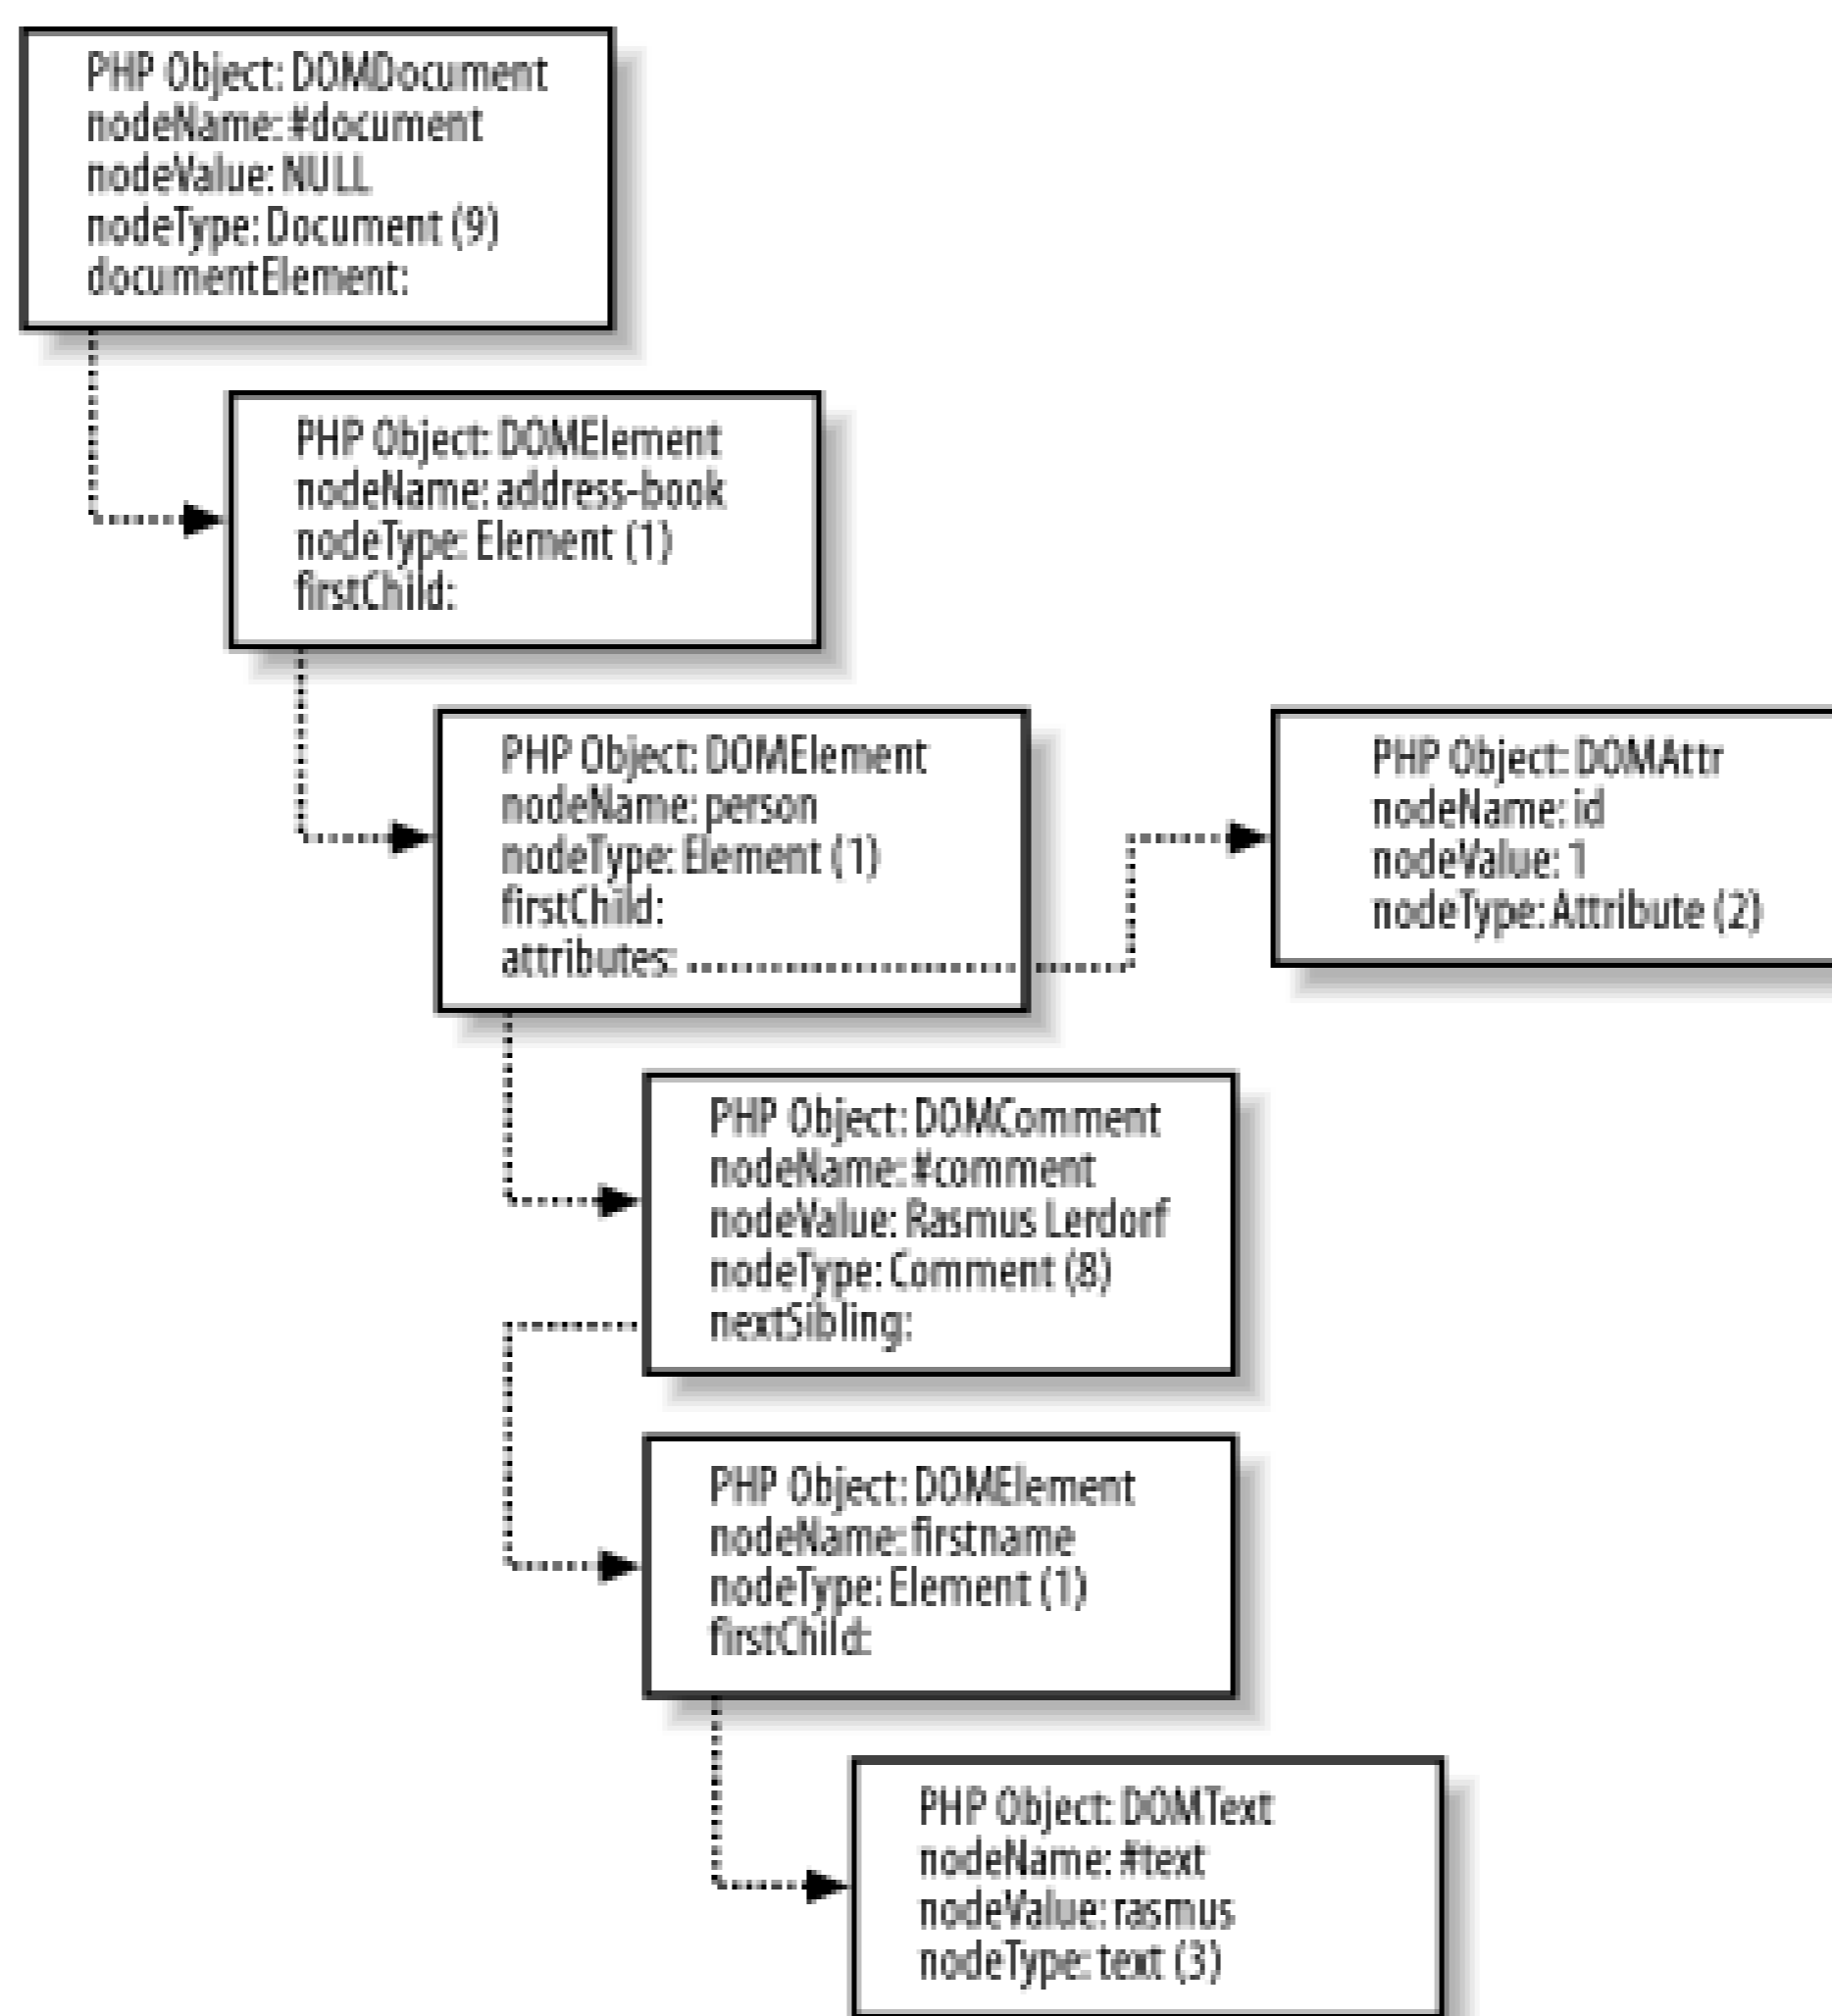 PHP Object: DOMDocument
nodeName: #document
nodeValue: NULL
nodeType: Document (9)
documentElement:
PHP Object: DOMElement
nodeName: address-book
nodeType: Element (1)
firstChild:
PHP Object: DOMElement
nodeName: person
nodeType: Element (1)
firstChild:
attributes:
PHP Object: DOMAttr
nodeName: id
nodeValue: 1
nodeType: Attribute (2)
PHP Object: DOMComment
nodeName: #comment
nodeValue: Rasmus Lerdorf
nodeType: Comment (8)
nextSibling:
PHP Object: DOMElement
nodeName: firstname
nodeType: Element (1)
firstChild:
PHP Object: DOMText
nodeName: #text
nodeValue: rasmus
nodeType: text (3)